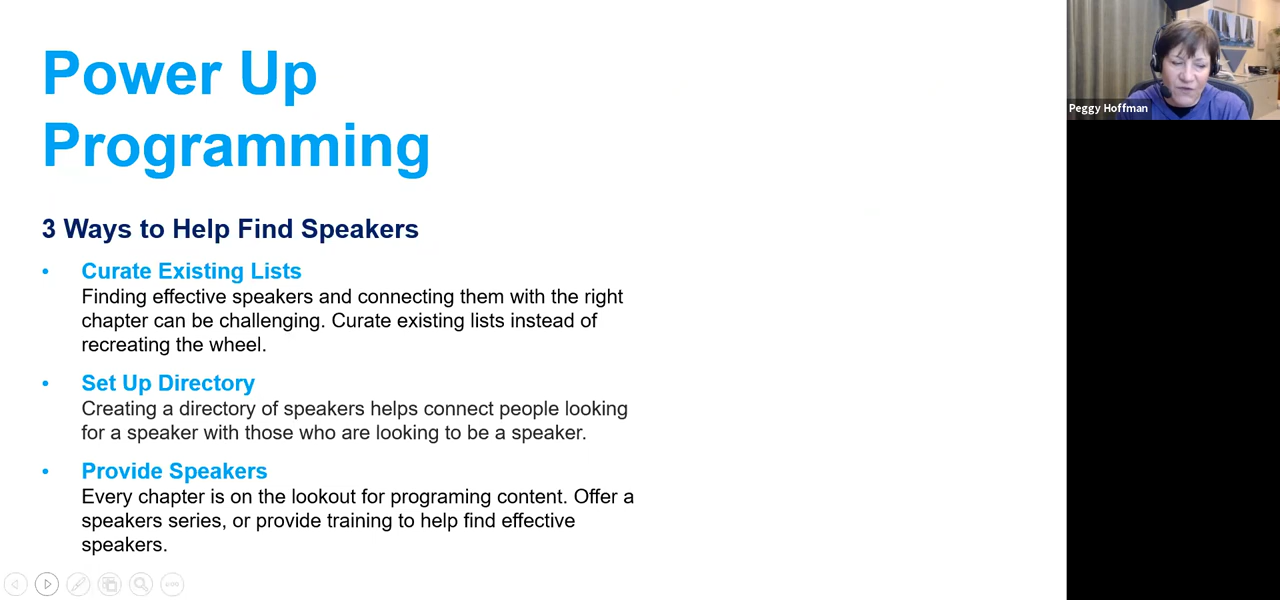 Power Up
Programming
3 Ways to Help Find Speakers
• Curate Existing Lists
Finding effective speakers and connecting them with the right
chapter can be challenging. Curate existing lists instead of
recreating the wheel.
• Set Up Directory
Creating a directory of speakers helps connect people looking
for a speaker with those who are looking to be a speaker.
• Provide Speakers
Every chapter is on the lookout for programing content. Offer a
speakers series, or provide training to help find effective
speakers.
Peggy Hoffman